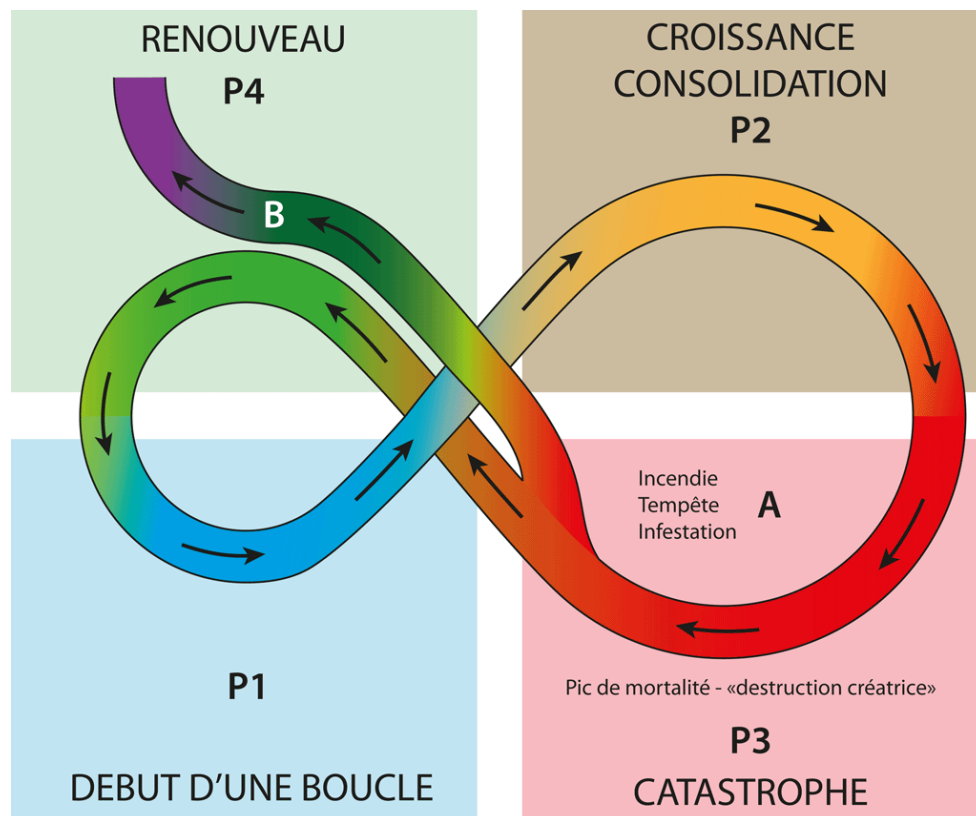 RENOUVEAU
P4
CROISSANCE
CONSOLIDATION
P2
B
Incendie
Tempête
Infestation
A
P1
DEBUT D'UNE BOUCLE
Pic de mortalité - «destruction créatrice»
P3
CATASTROPHE